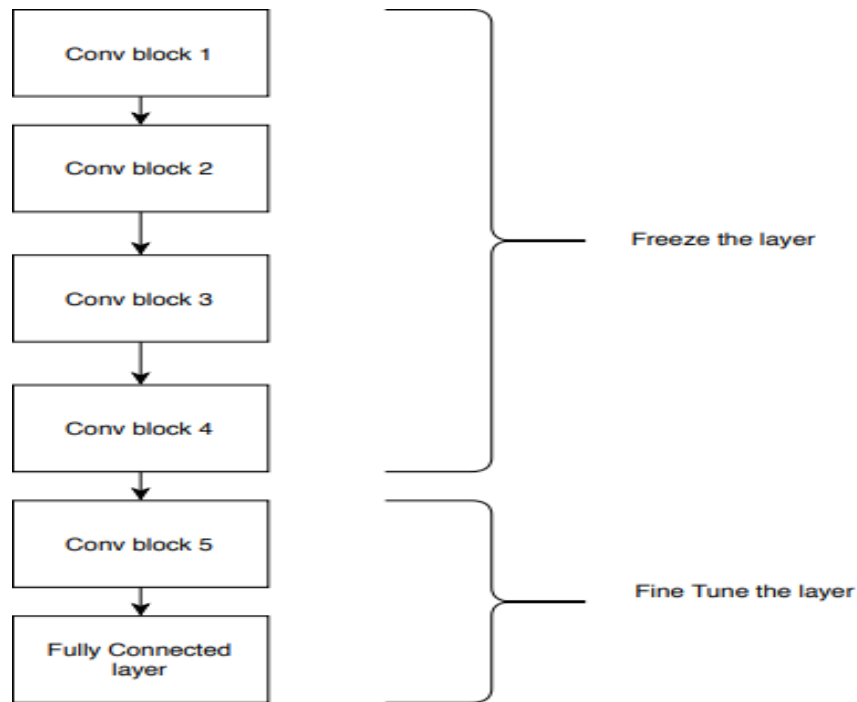 Conv block 1
Conv block 2
Conv block 3
Conv block 4
Conv block 5
Fully Connected
layer
Freeze the layer
Fine Tune the layer